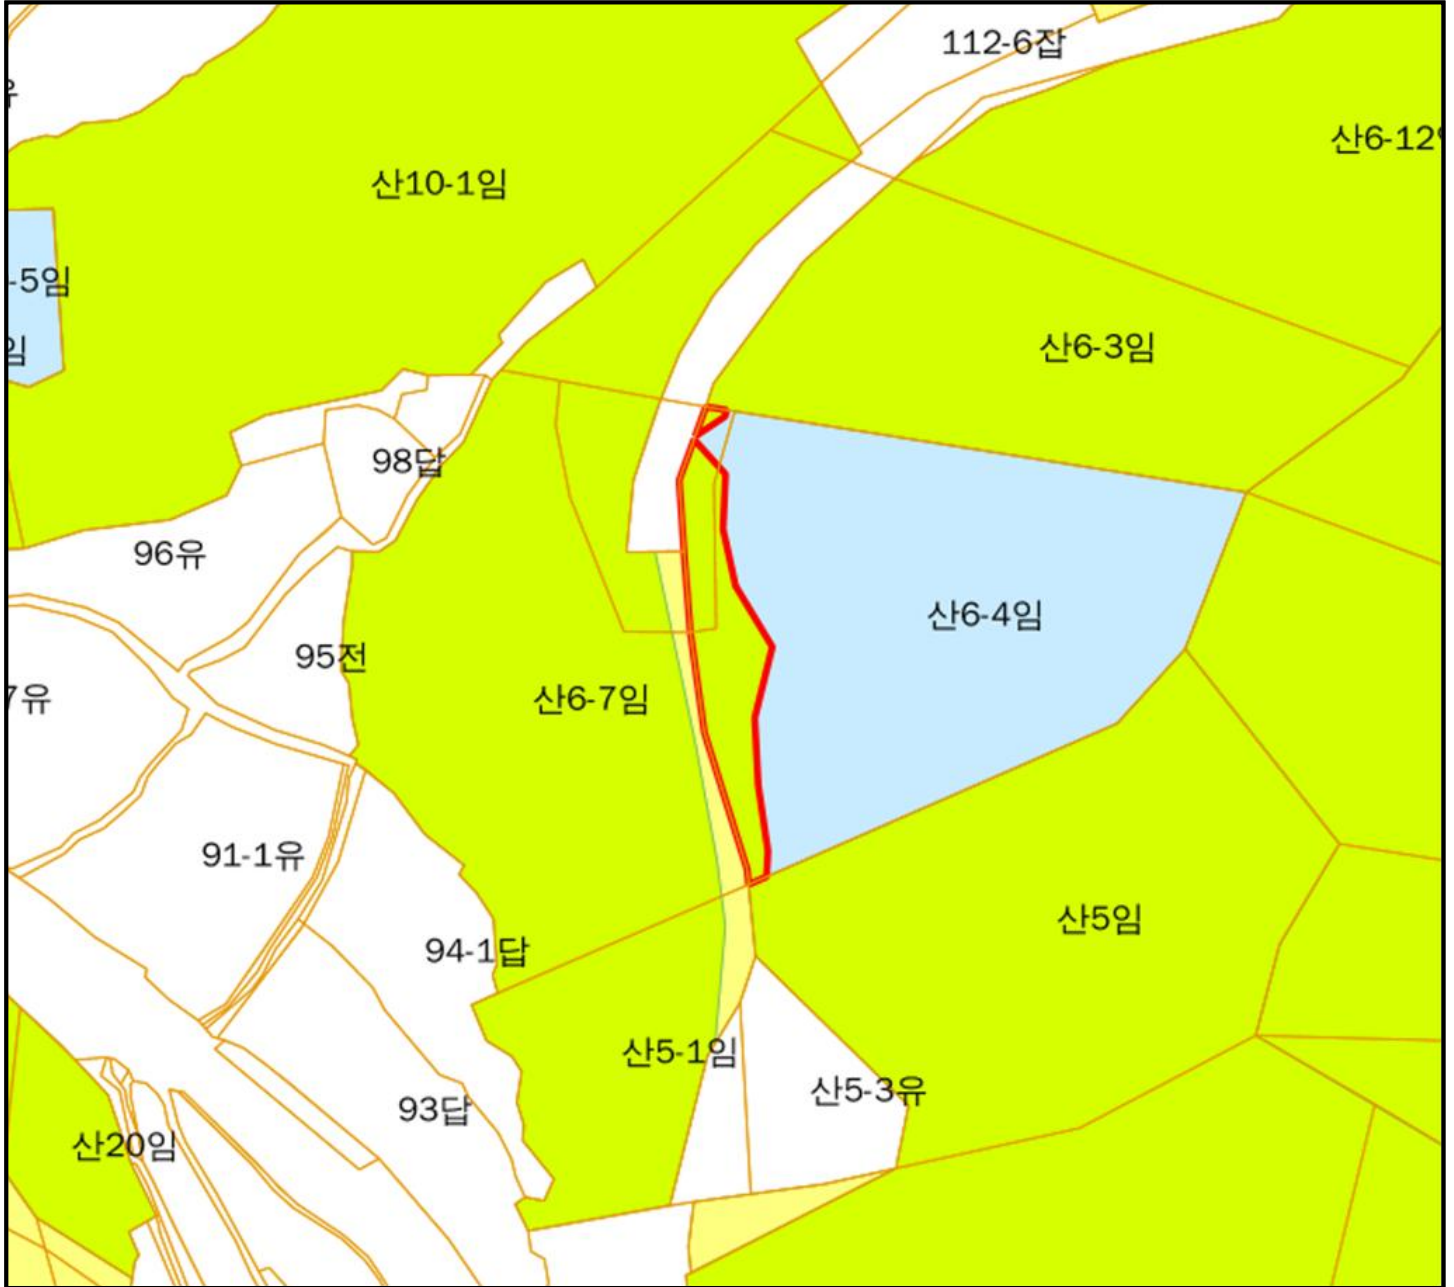 112-6잡
산6-12
산10-1임
-5임
임
산6-3임
98답
96유
산6-4임
95전
7유
산6-7임
91-1유
산5임
94-1답
산5-1임
산5-3유
93답
산20임